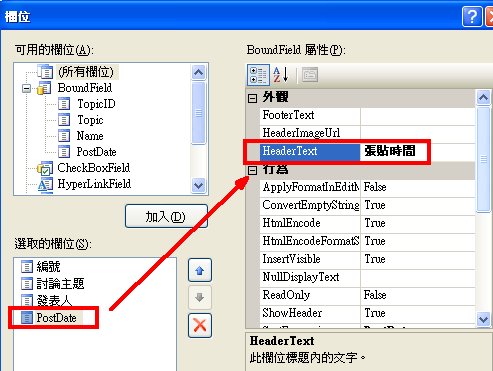 欄位
可用的欄位(A):
(所有欄位)
BoundField
TopicID
Topic
Name
PostDate
CheckBoxField
HyperLinkField
加入(D)
選取的欄位(S):
編號
討論主題
發表人
PostDate
BoundField 屬性(P):
外觀
FooterText
HeaderImageUrl
HeaderText 張貼時間
行為
ApplyFormatInEditM False
ConvertEmptyString True
HtmlEncode True
HtmlEncodeFormatS True
InsertVisible True
NullDisplayText
ReadOnly False
ShowHeader True
HeaderText
此欄位標題內的文字。